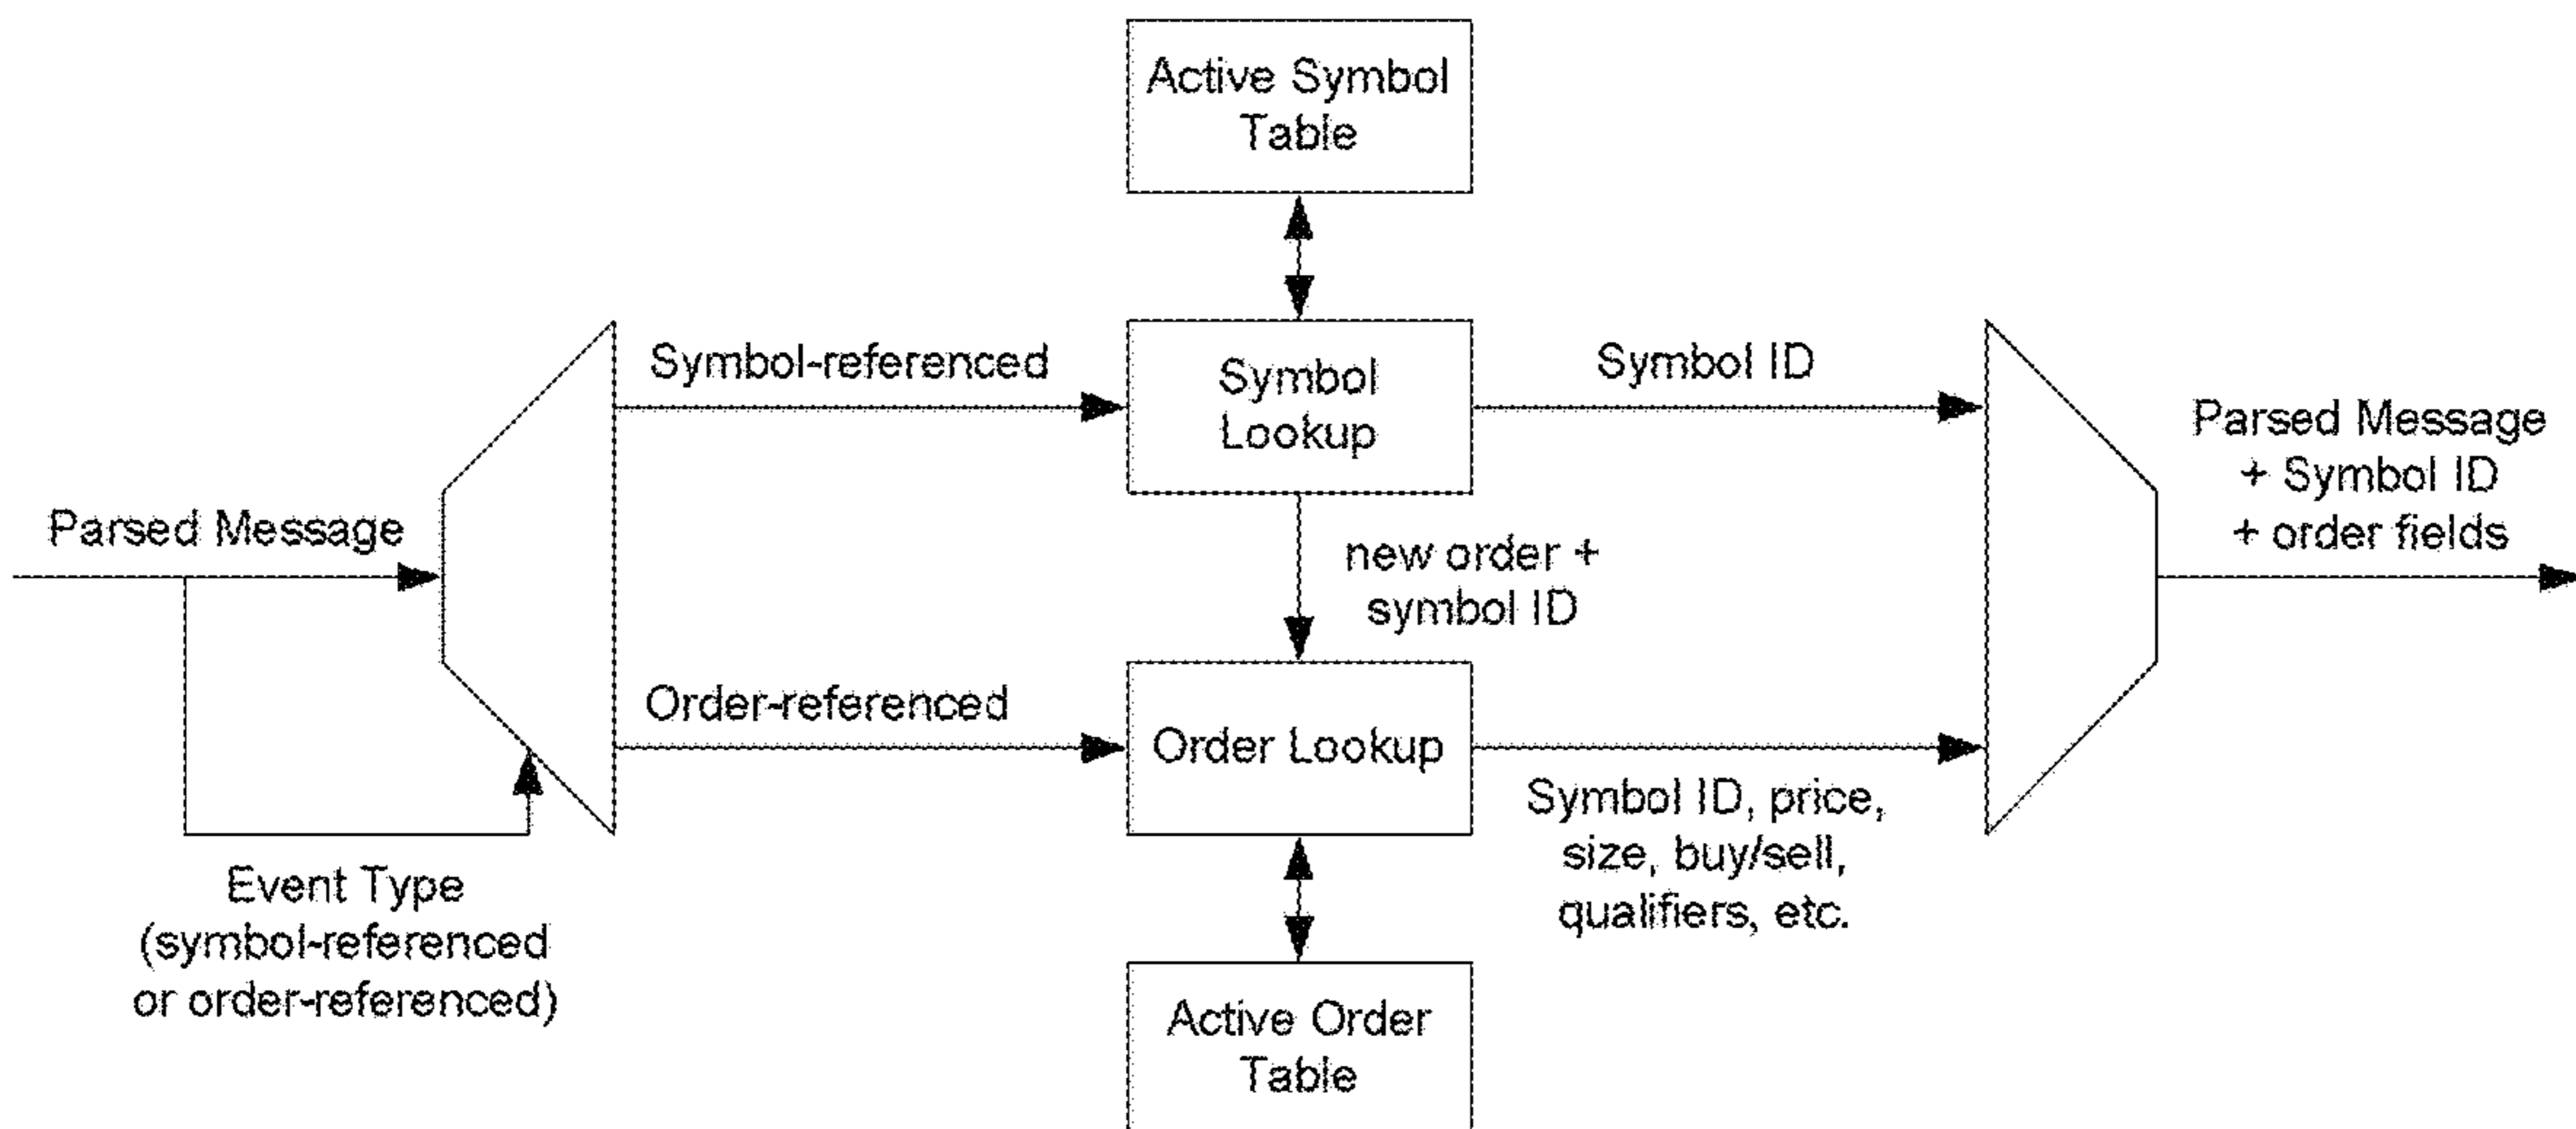 Active Symbol
Table
Symbol-referenced
Symbol
Lookup
Symbol ID
Parsed Message
+ Symbol ID
+ order fields
Parsed Message
new order +
symbol ID
Order-referenced
Order Lookup
Symbol ID, price,
size, buy/sell,
qualifiers, etc.
Event Type
(symbol-referenced
or order-referenced)
Active Order
Table